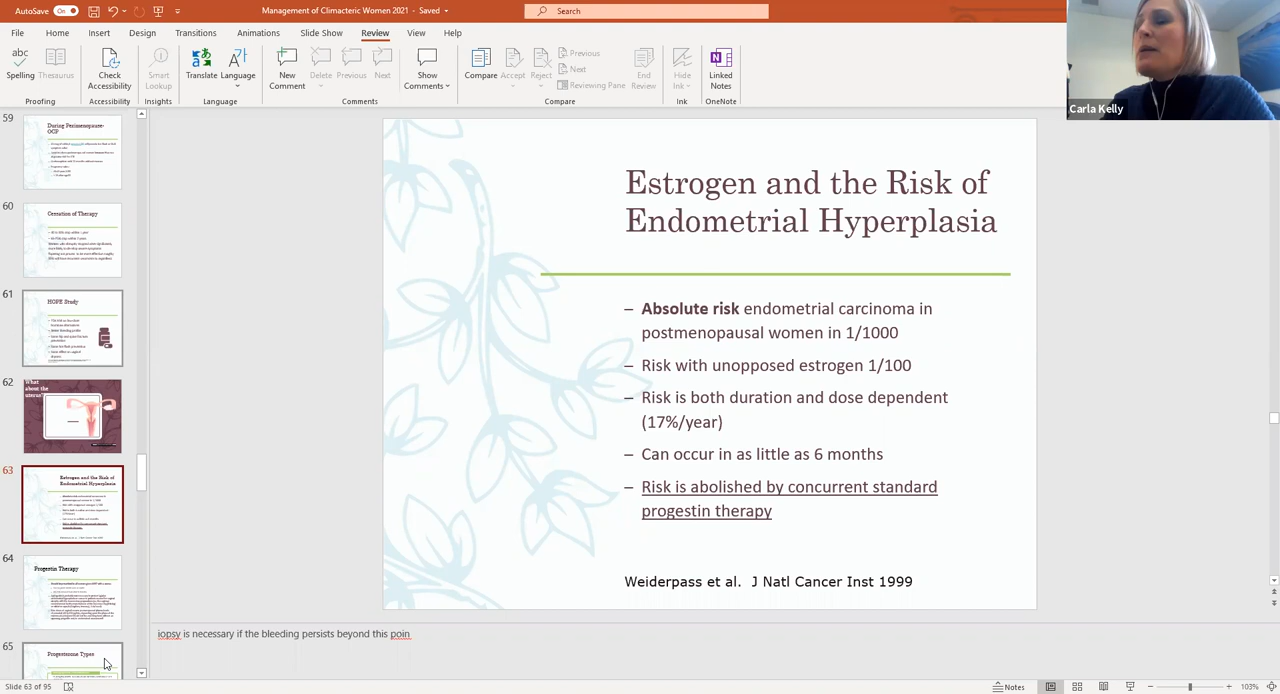 AutoSave On Management of Climacteric Women 2021 - Saved Search
File Home Insert Design Transitions Animations Slide Show Review View Help
abc
Spelling Thesaurus Check Accessibility Smart Lookup Translate Language New Comment Delete Previous Next Show Comments Compare Accept Reject Previous Next Reviewing Pane End Review Hide Ink Linked Notes
Proofing Accessibility Insights Language Comments Compare Ink OneNote
Carla Kelly
59
During Perimenopause-
OCP
60
Cessation of Therapy
61
HOPE Study
62
What
about the
uterus?
63
Estrogen and the Risk of
Endometrial Hyperplasia
64
Progestin Therapy
65
Progesterone Types
Estrogen and the Risk of
Endometrial Hyperplasia
– Absolute risk endometrial carcinoma in
postmenopausal women in 1/1000
– Risk with unopposed estrogen 1/100
– Risk is both duration and dose dependent
(17%/year)
– Can occur in as little as 6 months
– Risk is abolished by concurrent standard
progestin therapy
Weiderpass et al. J Natl Cancer Inst 1999
iopsy is necessary if the bleeding persists beyond this poin
Slide 63 of 95 Notes 103%